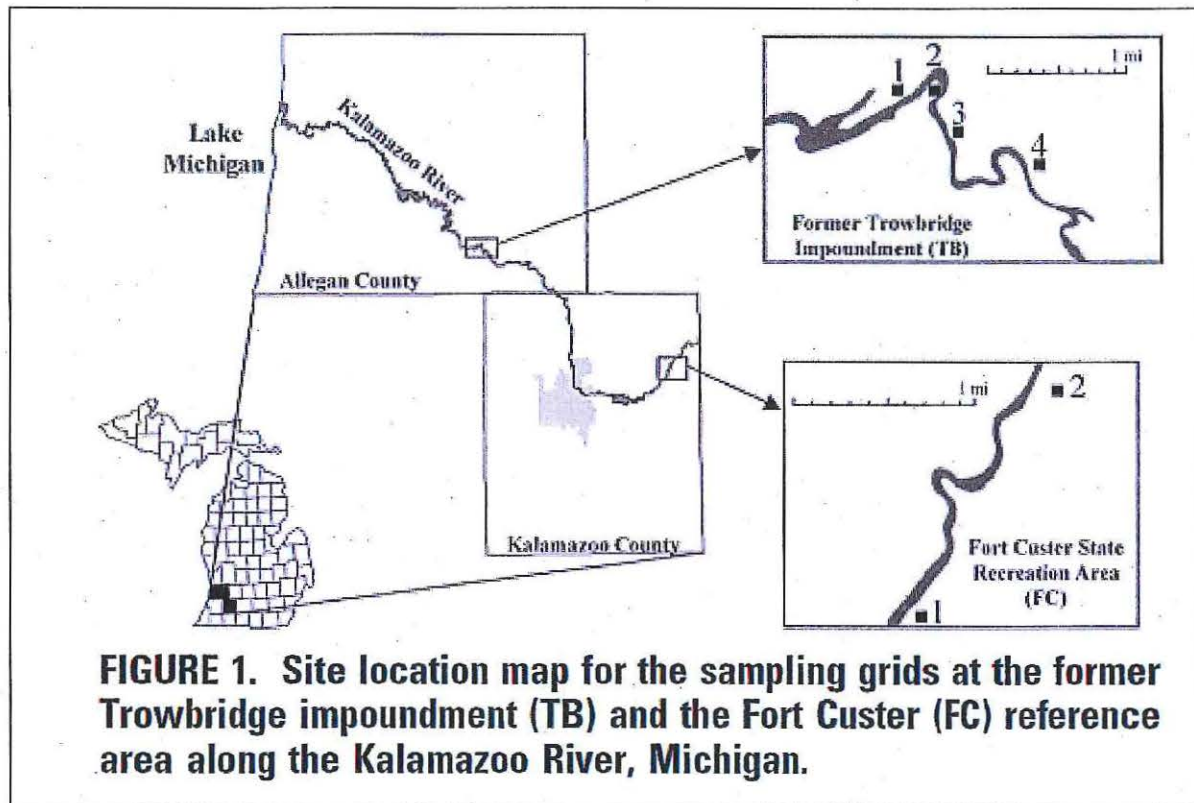 Lake
Michigan
Kalamazoo River
Allegan County
Kalamazoo County
1 mi
1
2
3
4
Former Trowbridge
Impoundment (TB)
1 mi
2
Fort Custer State
Recreation Area
(FC)
1
FIGURE 1. Site location map for the sampling grids at the former
Trowbridge impoundment (TB) and the Fort Custer (FC) reference
area along the Kalamazoo River, Michigan.